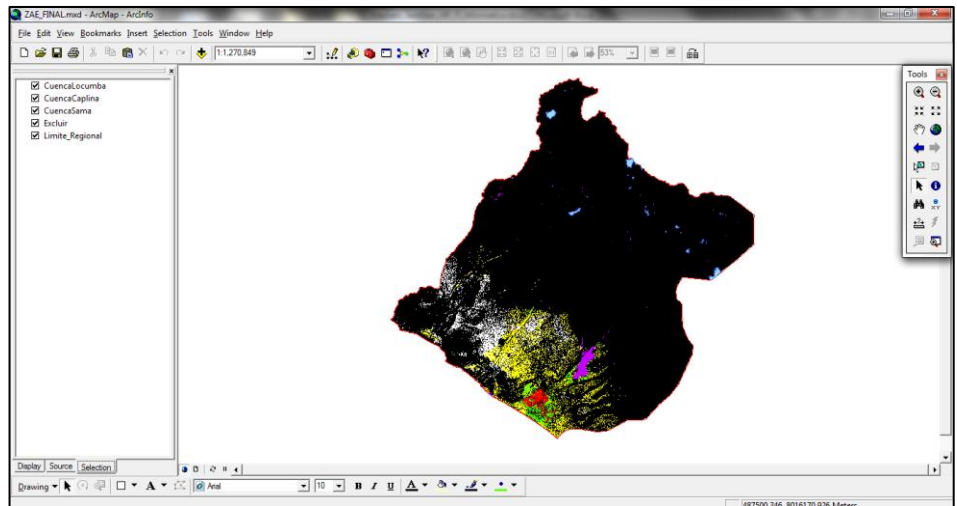 ZAE_FINAL.mxd - ArcMap - ArcInfo
File Edit View Bookmarks Insert Selection Tools Window Help
1:1,270,849
53%
Tools
CuencaLocumba
CuencaCaplina
CuencaSama
Excluir
Limite_Regional
Display Source Selection
Drawing A Arial 10 B I U A
487500.346 8016170.926 Meters